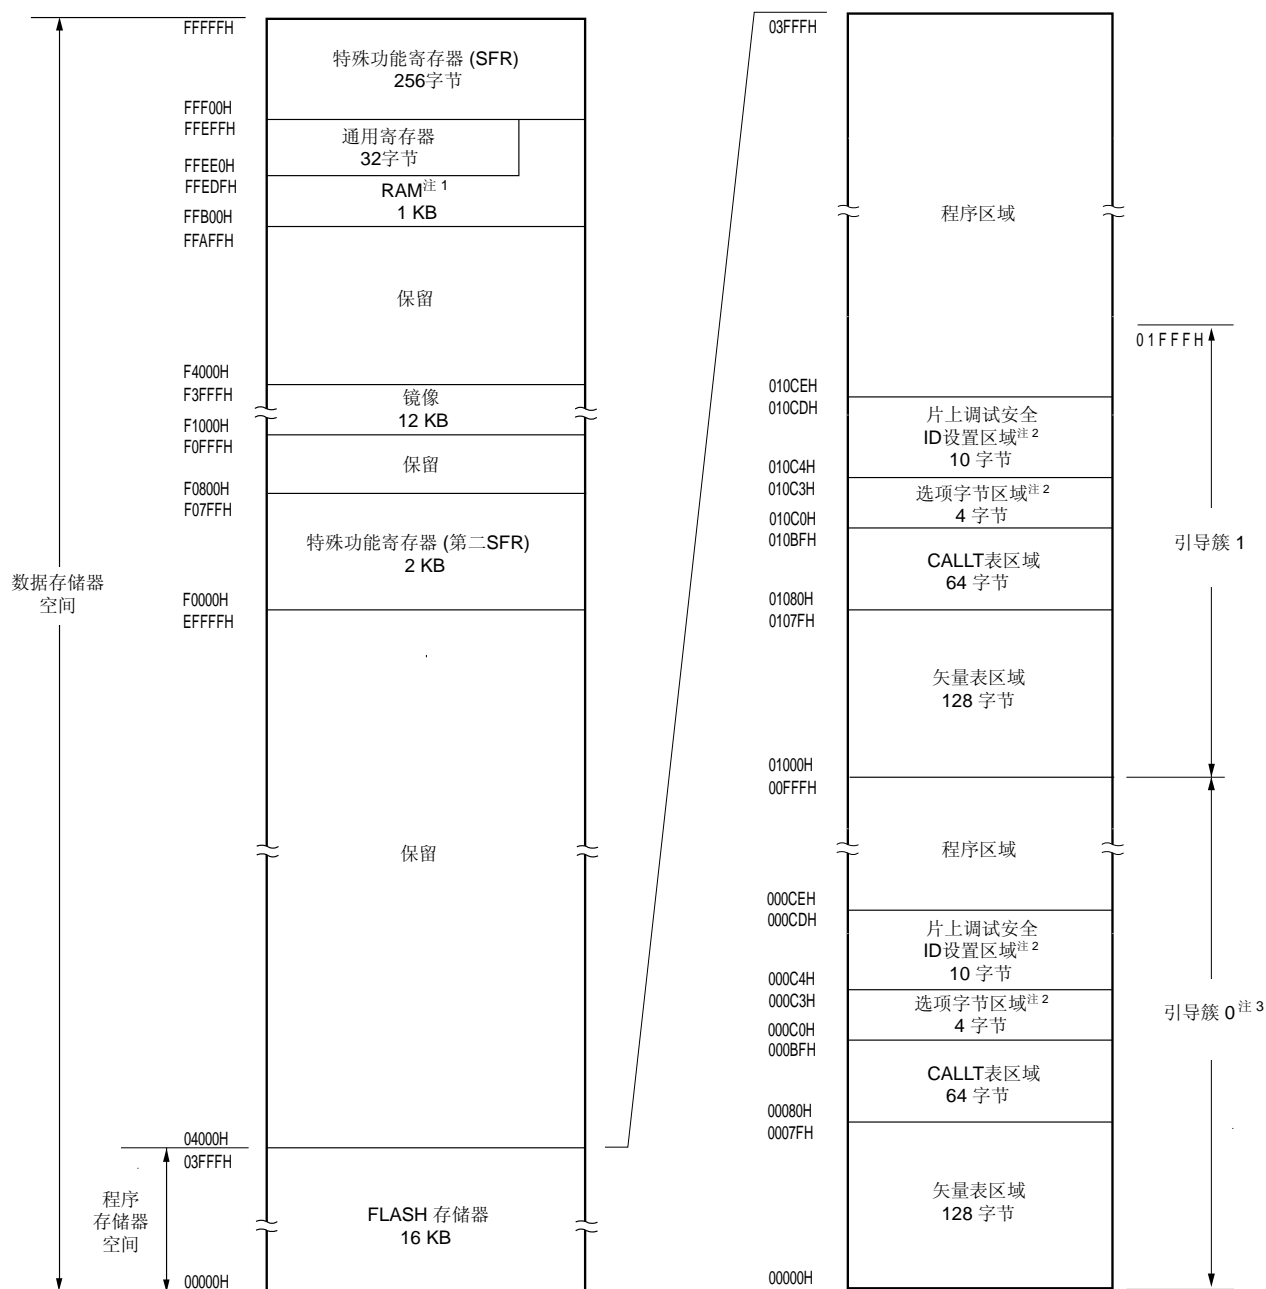 FFFFFH
特殊功能寄存器 (SFR)
256字节
FFF00H
FFEFFH
通用寄存器
32字节
FFEE0H
FFEDFH
RAM注 1
1 KB
FFB00H
FFAFFH
保留
F4000H
F3FFFH
镜像
12 KB
F1000H
F0FFFH
保留
F0800H
F07FFH
特殊功能寄存器 (第二SFR)
2 KB
F0000H
EFFFFH
数据存储器
空间
保留
04000H
03FFFH
程序
存储器
空间
FLASH 存储器
16 KB
00000H
03FFFH
程序区域
01FFFH
010CEH
010CDH
片上调试安全
ID设置区域注 2
10 字节
010C4H
010C3H
选项字节区域注 2
4 字节
010C0H
010BFH
CALLT表区域
64 字节
引导簇 1
01080H
0107FH
矢量表区域
128 字节
01000H
00FFFH
程序区域
000CEH
000CDH
片上调试安全
ID设置区域注 2
10 字节
000C4H
000C3H
选项字节区域注 2
4 字节
引导簇 0注 3
000C0H
000BFH
CALLT表区域
64 字节
00080H
0007FH
矢量表区域
128 字节
00000H